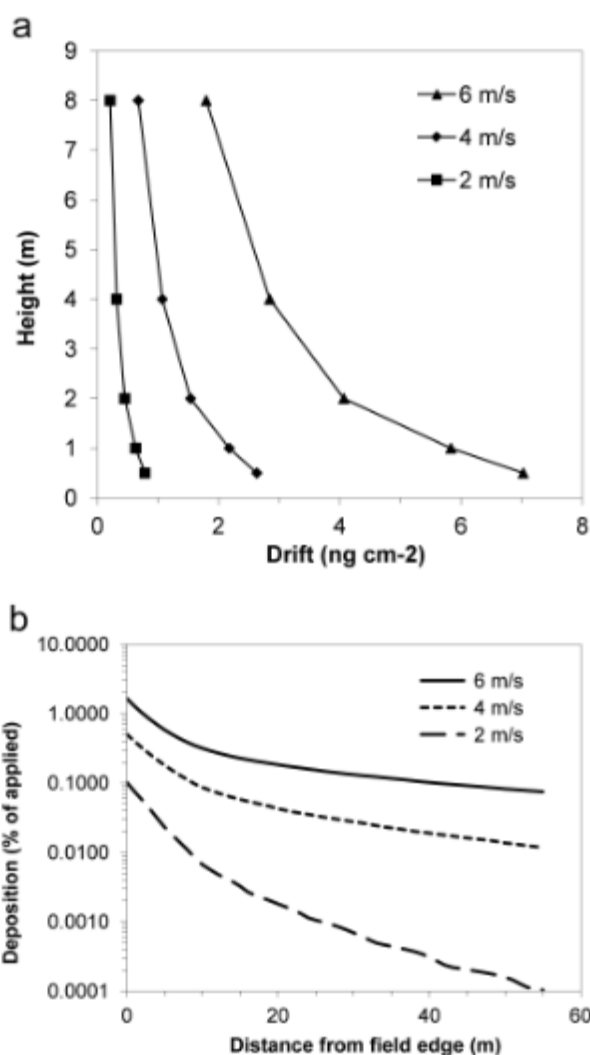 a
9
8
7
6
5
4
3
2
1
0
Height (m)
6 m/s
4 m/s
2 m/s
0 2 4 6 8
Drift (ng cm-2)
b
10.0000
1.0000
0.1000
0.0100
0.0010
0.0001
Deposition (% of applied)
6 m/s
4 m/s
2 m/s
0 20 40 60
Distance from field edge (m)